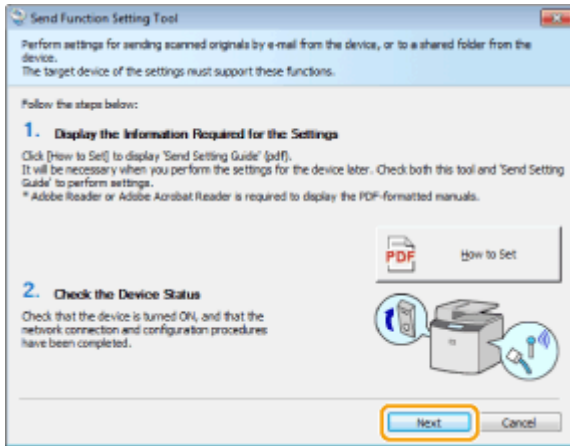 Send Function Setting Tool
Perform settings for sending scanned originals by e-mail from the device, or to a shared folder from the
device.
The target device of the settings must support these functions.
Follow the steps below:
1. Display the Information Required for the Settings
Click [How to Set] to display 'Send Setting Guide' (pdf).
It will be necessary when you perform the settings for the device later. Check both this tool and 'Send Setting
Guide' to perform settings.
* Adobe Reader or Adobe Acrobat Reader is required to display the PDF-formatted manuals.
PDF How to Set
2. Check the Device Status
Check that the device is turned ON, and that the
network connection and configuration procedures
have been completed.
Next Cancel